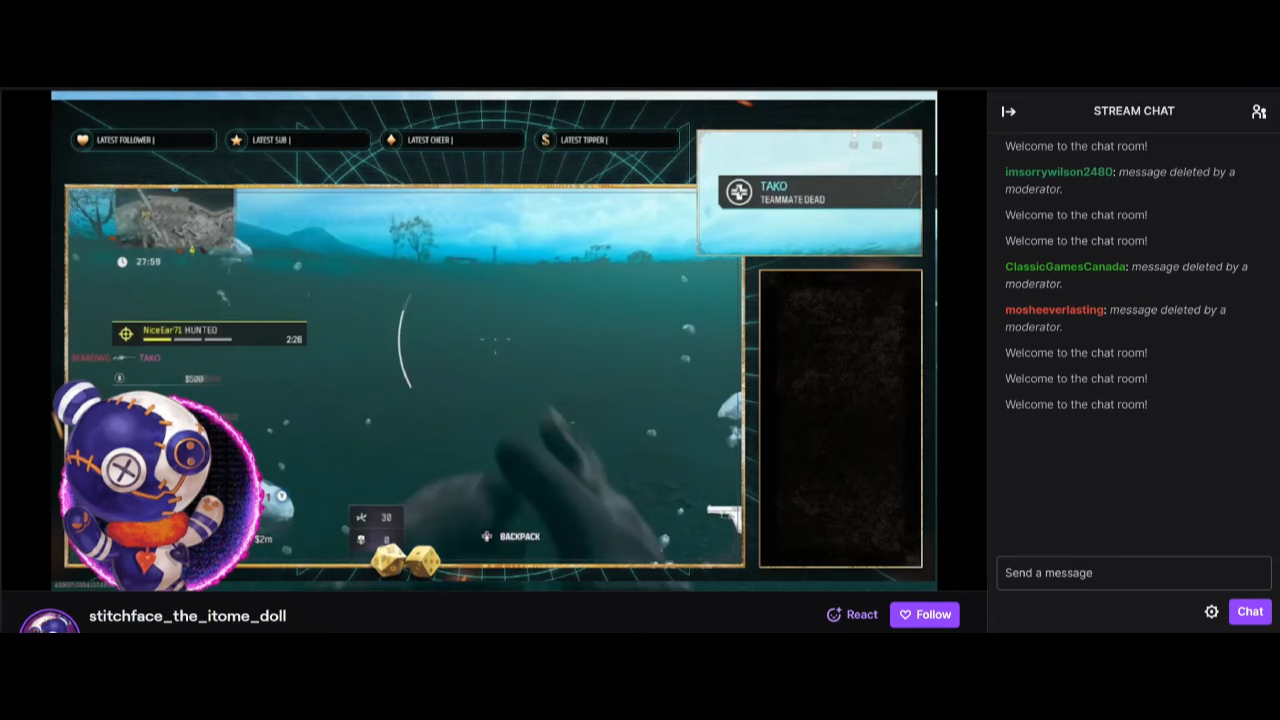 LATEST FOLLOWER |
LATEST SUB |
LATEST CHEER |
LATEST TIPPER |
TAKO
TEAMMATE DEAD
27:59
NiceEar71 HUNTED
2:26
TAKO
$500
Y
$2m
30
0
BACKPACK
stitchface_the_itome_doll
React
Follow
STREAM CHAT
Welcome to the chat room!
imsorrywilson2480: message deleted by a
moderator.
Welcome to the chat room!
Welcome to the chat room!
ClassicGamesCanada: message deleted by a
moderator.
mosheeverlasting: message deleted by a
moderator.
Welcome to the chat room!
Welcome to the chat room!
Welcome to the chat room!
Send a message
Chat